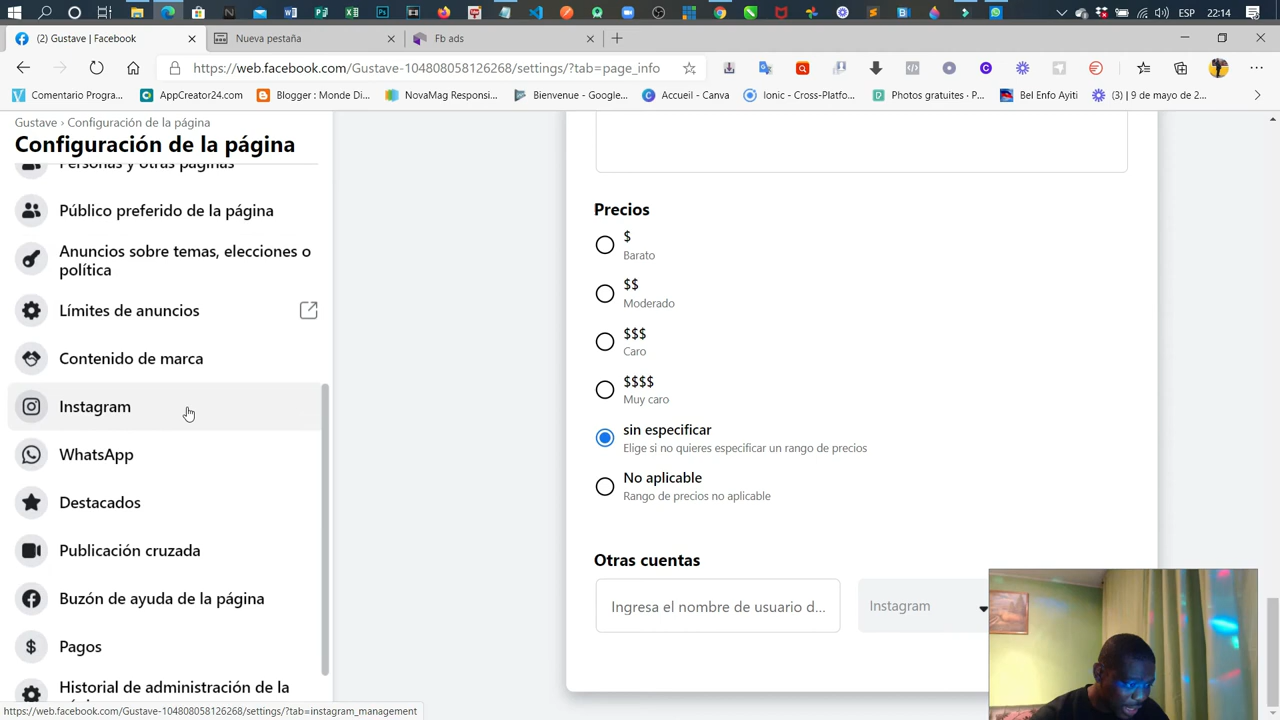 ESP 22:14
(2) Gustave | Facebook
Nueva pestaña
Fb ads
https://web.facebook.com/Gustave-104808058126268/settings/?tab=page_info
Comentario Progra...
AppCreator24.com
Blogger : Monde Di...
NovaMag Responsi...
Bienvenue - Google...
Accueil - Canva
Ionic - Cross-Platfo...
Photos gratuites · P...
Bel Enfo Ayiti
(3) | 9 de mayo de 2...
Gustave › Configuración de la página
Configuración de la página
Personas y otras páginas
Público preferido de la página
Anuncios sobre temas, elecciones o
política
Límites de anuncios
Contenido de marca
Instagram
WhatsApp
Destacados
Publicación cruzada
Buzón de ayuda de la página
Pagos
Historial de administración de la
Precios
$
Barato
$$
Moderado
$$$
Caro
$$$$
Muy caro
sin especificar
Elige si no quieres especificar un rango de precios
No aplicable
Rango de precios no aplicable
Otras cuentas
Ingresa el nombre de usuario d...
Instagram
https://web.facebook.com/Gustave-104808058126268/settings/?tab=instagram_management